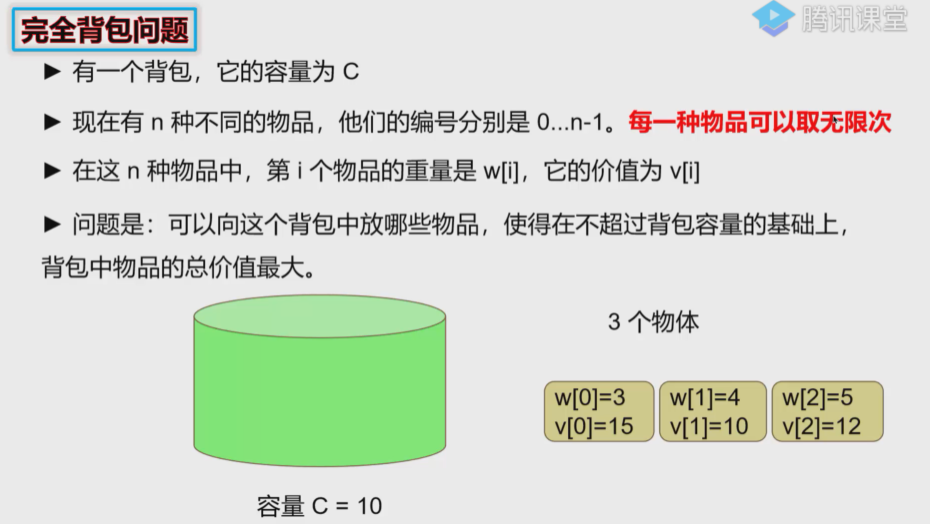 完全背包问题
腾讯课堂
► 有一个背包，它的容量为 C
► 现在有 n 种不同的物品，他们的编号分别是 0...n-1。每一种物品可以取无限次
► 在这 n 种物品中，第 i 个物品的重量是 w[i]，它的价值为 v[i]
► 问题是：可以向这个背包中放哪些物品，使得在不超过背包容量的基础上，
背包中物品的总价值最大。
3 个物体
w[0]=3 w[1]=4 w[2]=5
v[0]=15 v[1]=10 v[2]=12
容量 C = 10